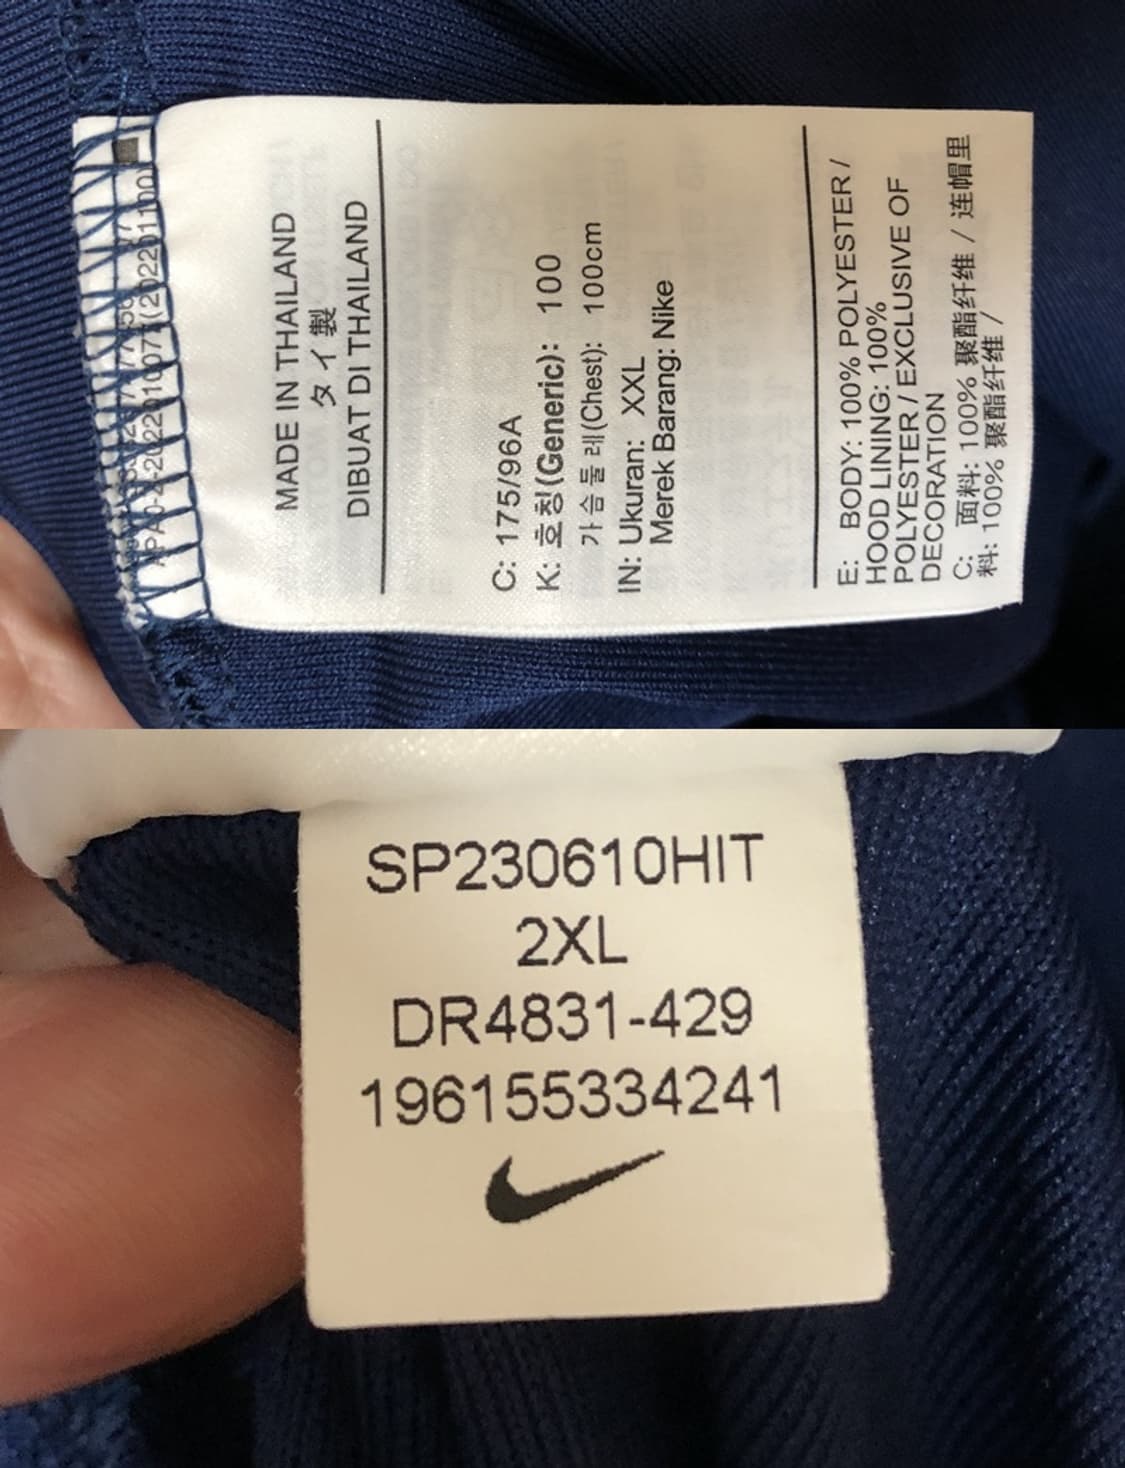 MADE IN THAILAND
タイ製
DIBUAT DI THAILAND
C: 175/96A
K: 호칭(Generic): 100
가슴둘레(Chest): 100cm
IN: Ukuran: XXL
Merek Barang: Nike
E: BODY: 100% POLYESTER /
HOOD LINING: 100%
POLYESTER / EXCLUSIVE OF
DECORATION
C: 面料: 100% 聚酯纤维 / 连帽里
料: 100% 聚酯纤维 /
SP230610HIT
2XL
DR4831-429
196155334241